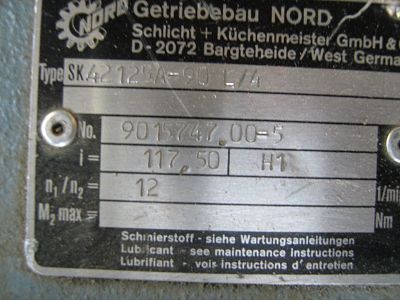 NORD
Getriebebau NORD
Schlicht + Küchenmeister GmbH &
D-2072 Bargteheide/West Germa
Type SK42125A-90 L/4
No. 9015747.00-5
i = 117.50 H1
n₁/n₂= 12 1/mi
M₂ max= Nm
Schmierstoff - siehe Wartungsanleitungen
Lubricant - see maintenance instructions
Lubrifiant - voir instructions d'entretien